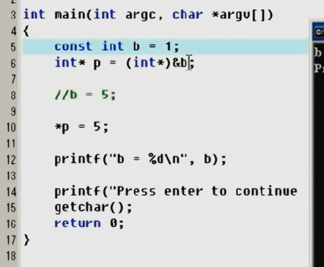 3 int main(int argc, char *argv[])
4 {
5 const int b = 1;
6 int* p = (int*)&b;
7
8 //b = 5;
9
10 *p = 5;
11
12 printf("b = %d\n", b);
13
14 printf("Press enter to continue
15 getchar();
16 return 0;
17 }
18
b